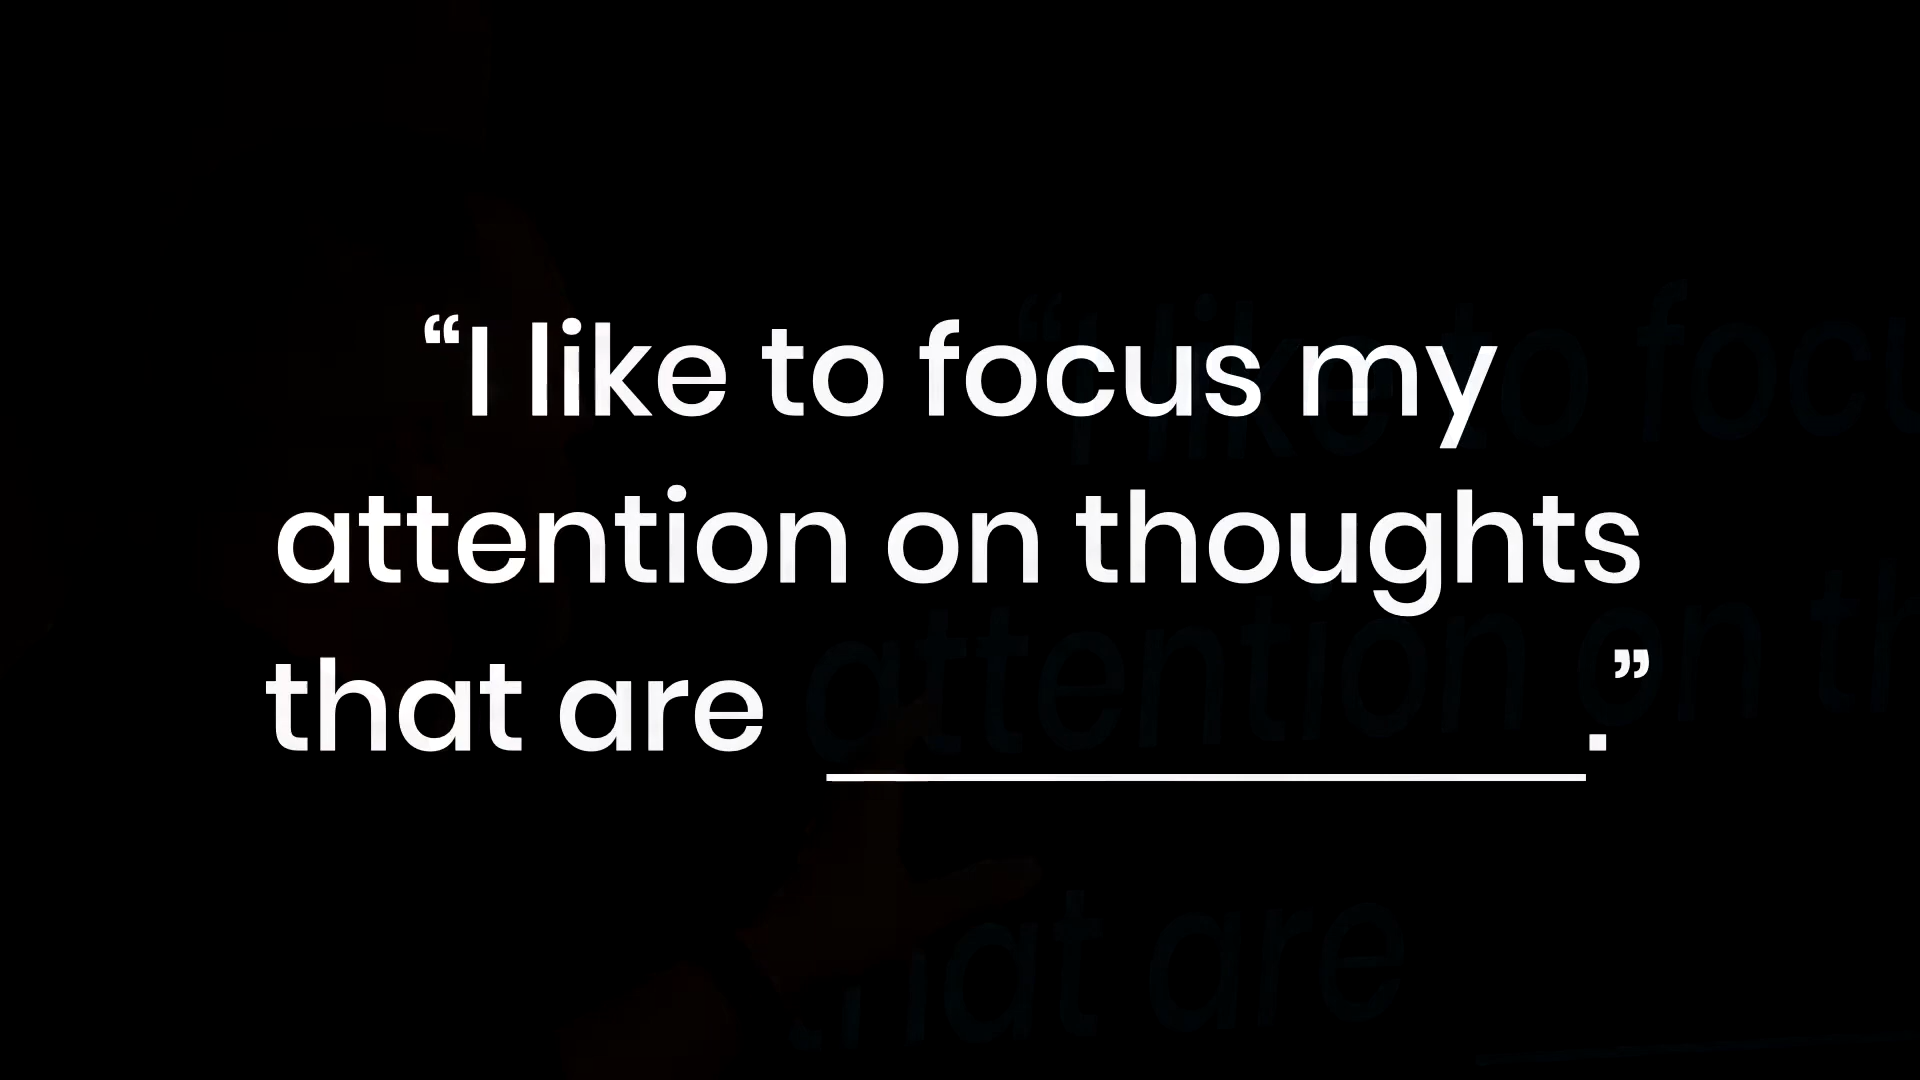 “I like to focus my
attention on thoughts
that are ________.”